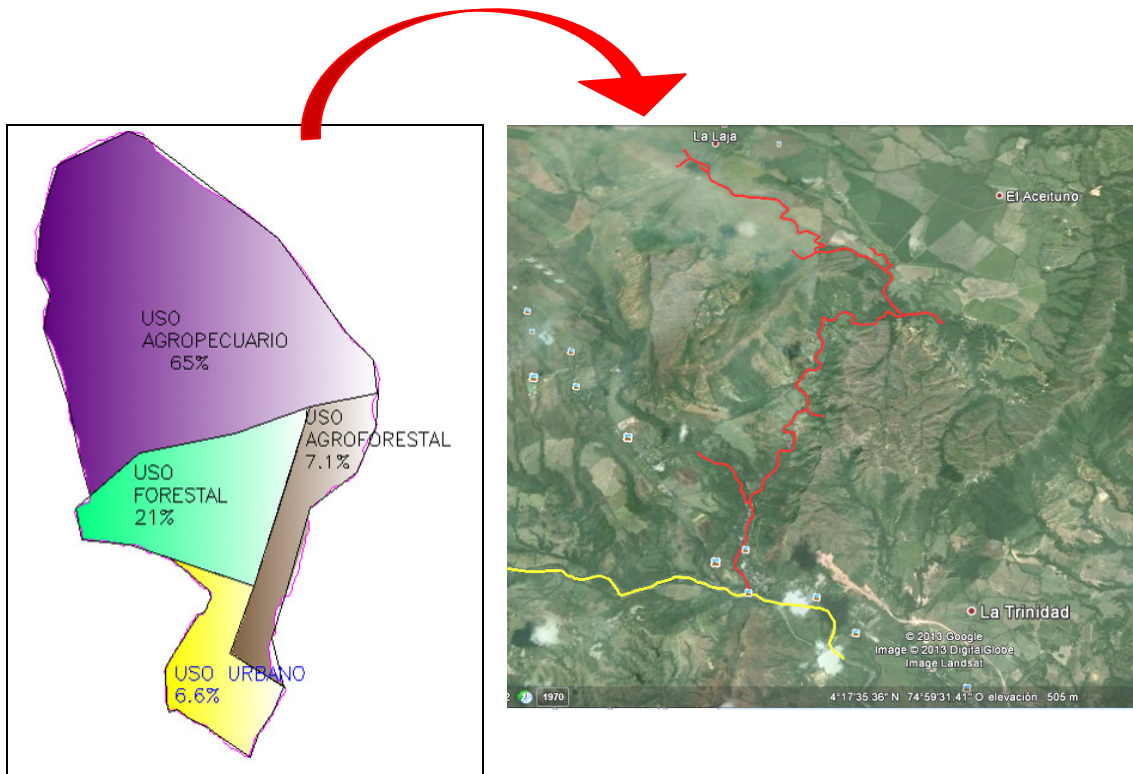 USO
AGROPECUARIO
65%
USO
AGROFORESTAL
7.1%
USO
FORESTAL
21%
USO URBANO
6.6%
La Laja
El Aceituno
La Trinidad
© 2013 Google
Image © 2013 DigitalGlobe
Image Landsat
2 1970 4°17'35.36" N 74°59'31.41" O elevación 505 m